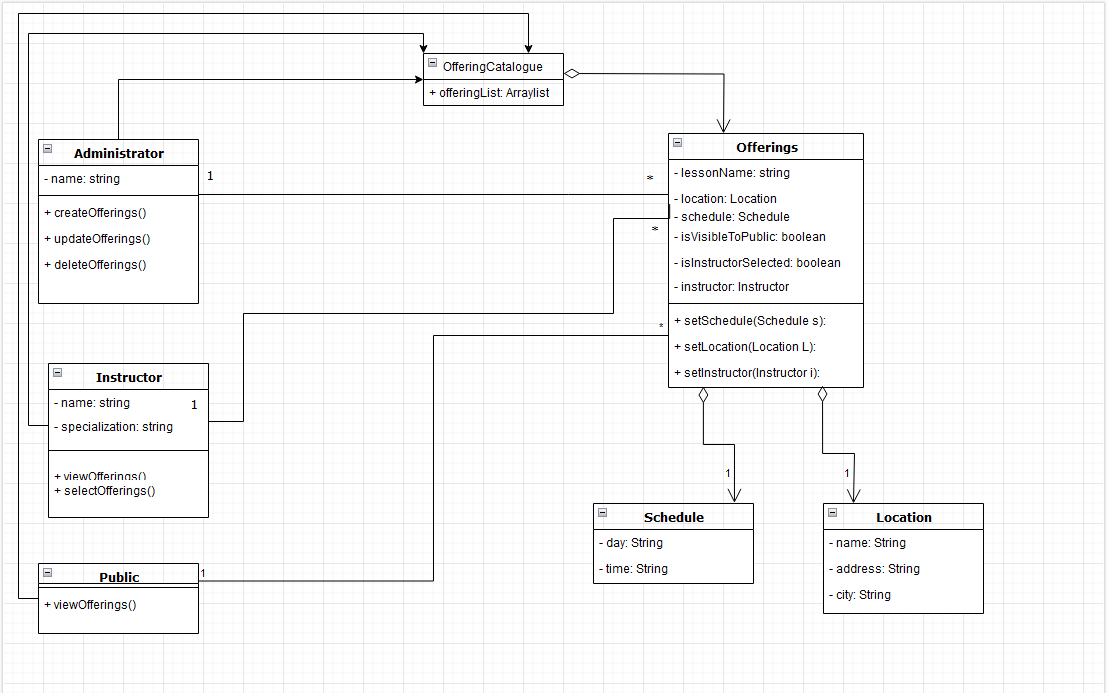 OfferingCatalogue
+ offeringList: Arraylist
Administrator
- name: string
+ createOfferings()
+ updateOfferings()
+ deleteOfferings()
1
*
Offerings
- lessonName: string
- location: Location
- schedule: Schedule
- isVisibleToPublic: boolean
- isInstructorSelected: boolean
- instructor: Instructor
+ setSchedule(Schedule s):
+ setLocation(Location L):
+ setInstructor(Instructor i):
*
*
Instructor
- name: string
1
- specialization: string
+ viewOfferings()
+ selectOfferings()
Public
1
+ viewOfferings()
1
Schedule
- day: String
- time: String
1
Location
- name: String
- address: String
- city: String